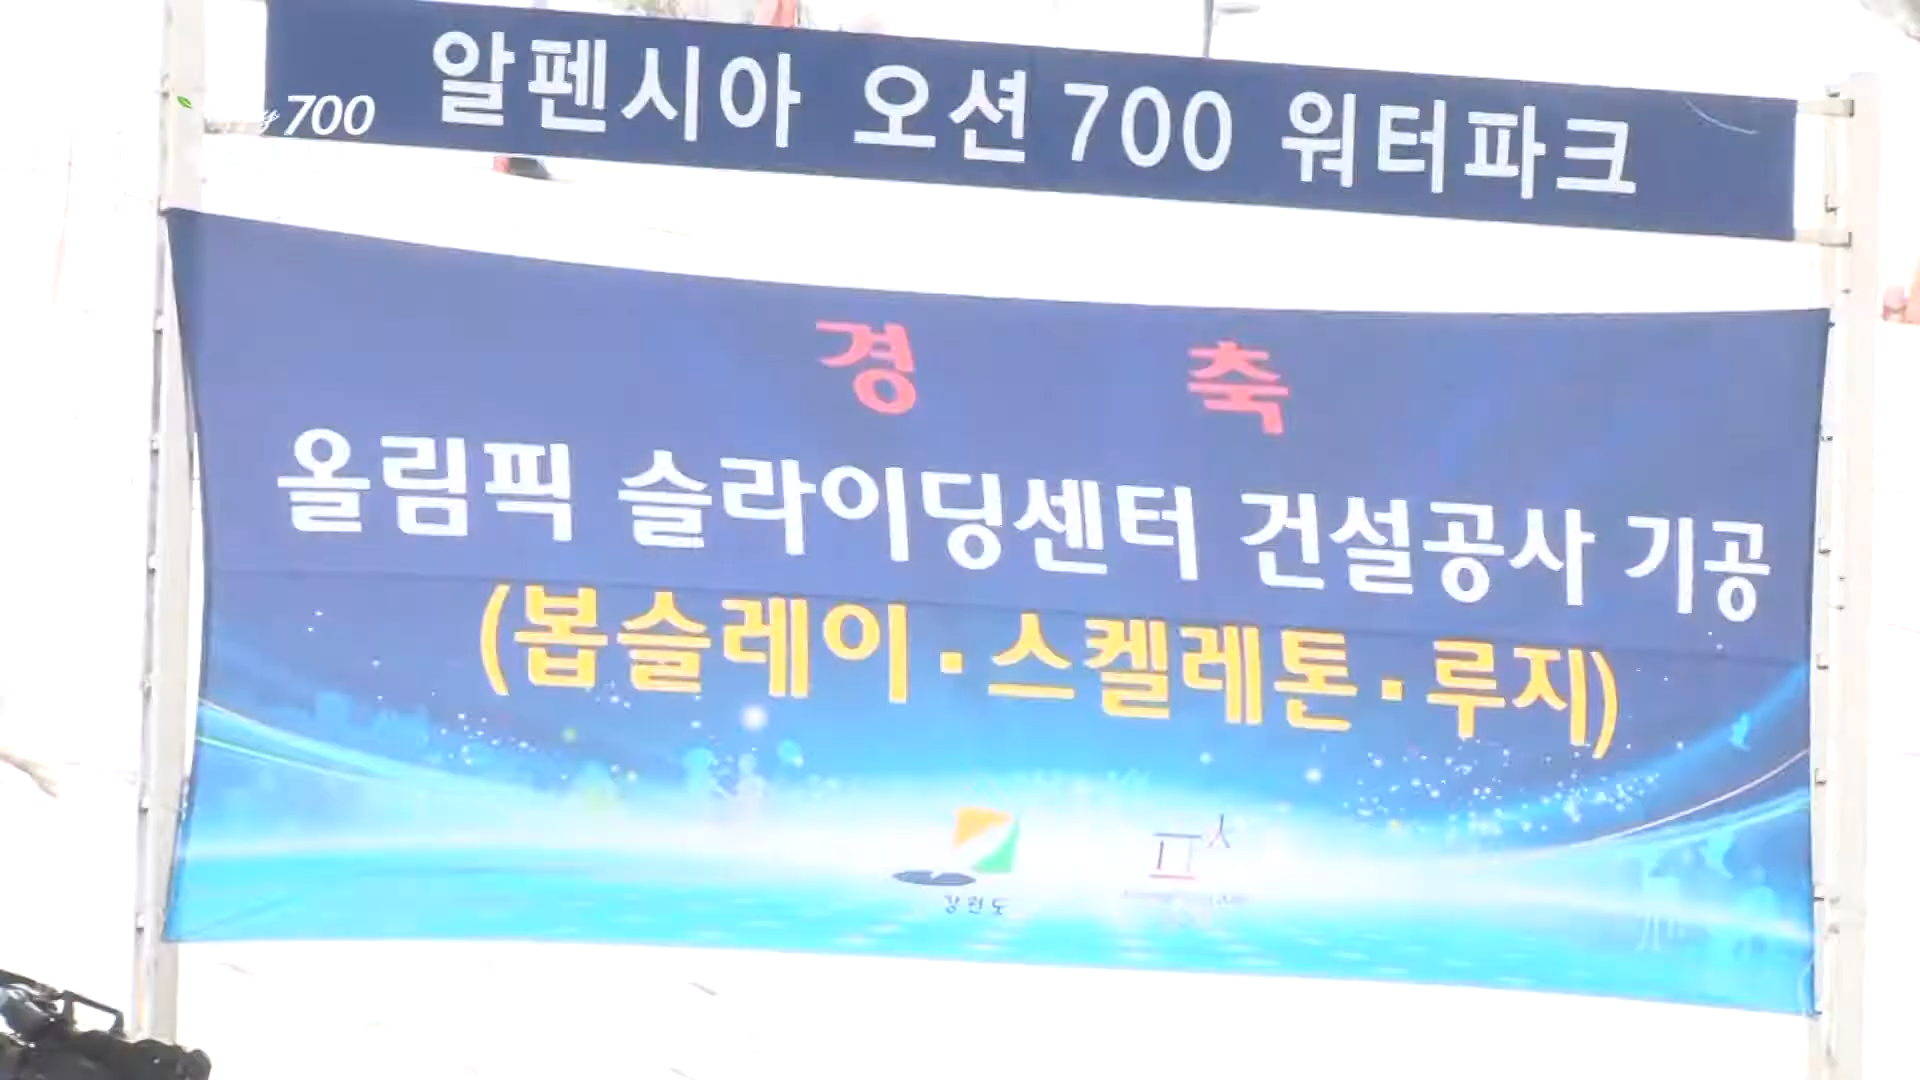 700
알펜시아 오션700 워터파크
경 축
올림픽 슬라이딩센터 건설공사 기공
(봅슬레이·스켈레톤·루지)
강원도